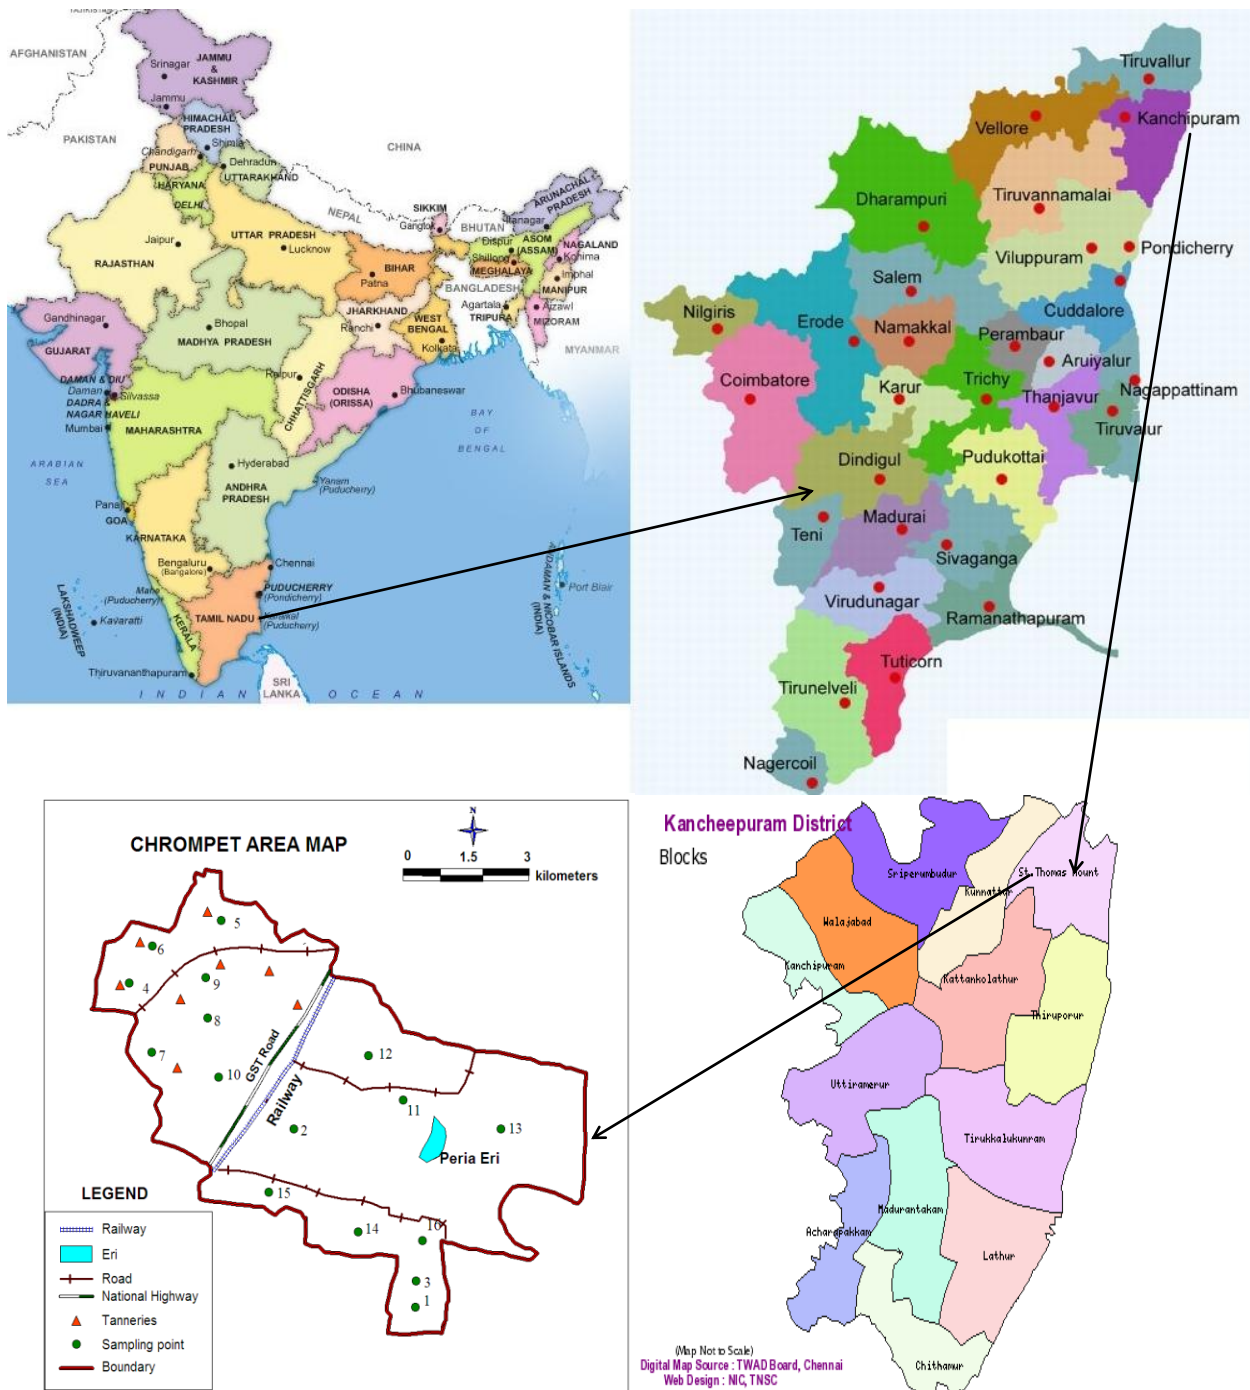 AFGHANISTAN
JAMMU
&
KASHMIR
Srinagar
Jammu
HIMACHAL
PRADESH
Shimla
PAKISTAN
CHINA
Chandigarh
PUNJAB
Dehradun
UTTARAKHAND
HARYANA
DELHI
NEPAL
SIKKIM
Gangtok
BHUTAN
ARUNACHAL
PRADESH
Itanagar
Jaipur
RAJASTHAN
UTTAR PRADESH
Lucknow
Dispur
ASOM
(ASSAM)
NAGALAND
Kohima
Shillong
MEGHALAYA
Imphal
MANIPUR
BIHAR
Patna
BANGLADESH
Agartala
TRIPURA
Aizawl
MIZORAM
MYANMAR
Gandhinagar
GUJARAT
Bhopal
MADHYA PRADESH
JHARKHAND
Ranchi
WEST
BENGAL
Kolkata
Raipur
CHHATTISGARH
ODISHA
(ORISSA)
Bhubaneswar
DAMAN & DIU
Daman
Silvassa
DADRA &
NAGAR HAVELI
Mumbai
MAHARASHTRA
BAY
OF
BENGAL
ARABIAN
SEA
Hyderabad
ANDHRA
PRADESH
Yanam
(Puducherry)
Panaji
GOA
KARNATAKA
Bengaluru
(Bangalore)
Chennai
Mahe
(Puducherry)
PUDUCHERRY
(Pondicherry)
Karaikal
(Puducherry)
TAMIL NADU
KERALA
LAKSHADWEEP
(INDIA)
Kavaratti
Thiruvananthapuram
ANDAMAN & NICOBAR ISLANDS
(INDIA)
Port Blair
SRI
LANKA
INDIAN OCEAN
Tiruvallur
Vellore
Kanchipuram
Dharampuri
Tiruvannamalai
Viluppuram
Pondicherry
Salem
Cuddalore
Nilgiris
Erode
Namakkal
Perambaur
Aruiyalur
Coimbatore
Karur
Trichy
Thanjavur
Nagappattinam
Tiruvalur
Dindigul
Pudukottai
Teni
Madurai
Sivaganga
Virudunagar
Ramanathapuram
Tuticorn
Tirunelveli
Nagercoil
CHROMPET AREA MAP
N
0 1.5 3
kilometers
5
6
4
9
8
7
10
GST Road
Railway
12
11
2
13
Peria Eri
15
14
16
3
1
LEGEND
Railway
Eri
Road
National Highway
Tanneries
Sampling point
Boundary
Kancheepuram District
Blocks
Sriperumbudur
Kunnattur
St.Thomas Mount
Walajabad
Kanchipuram
Kattankolathur
Thiruporur
Uttiramerur
Tirukkalukunram
Madurantakam
Acharapakkam
Lathur
Chithamur
(Map Not to Scale)
Digital Map Source : TWAD Board, Chennai
Web Design : NIC, TNSC